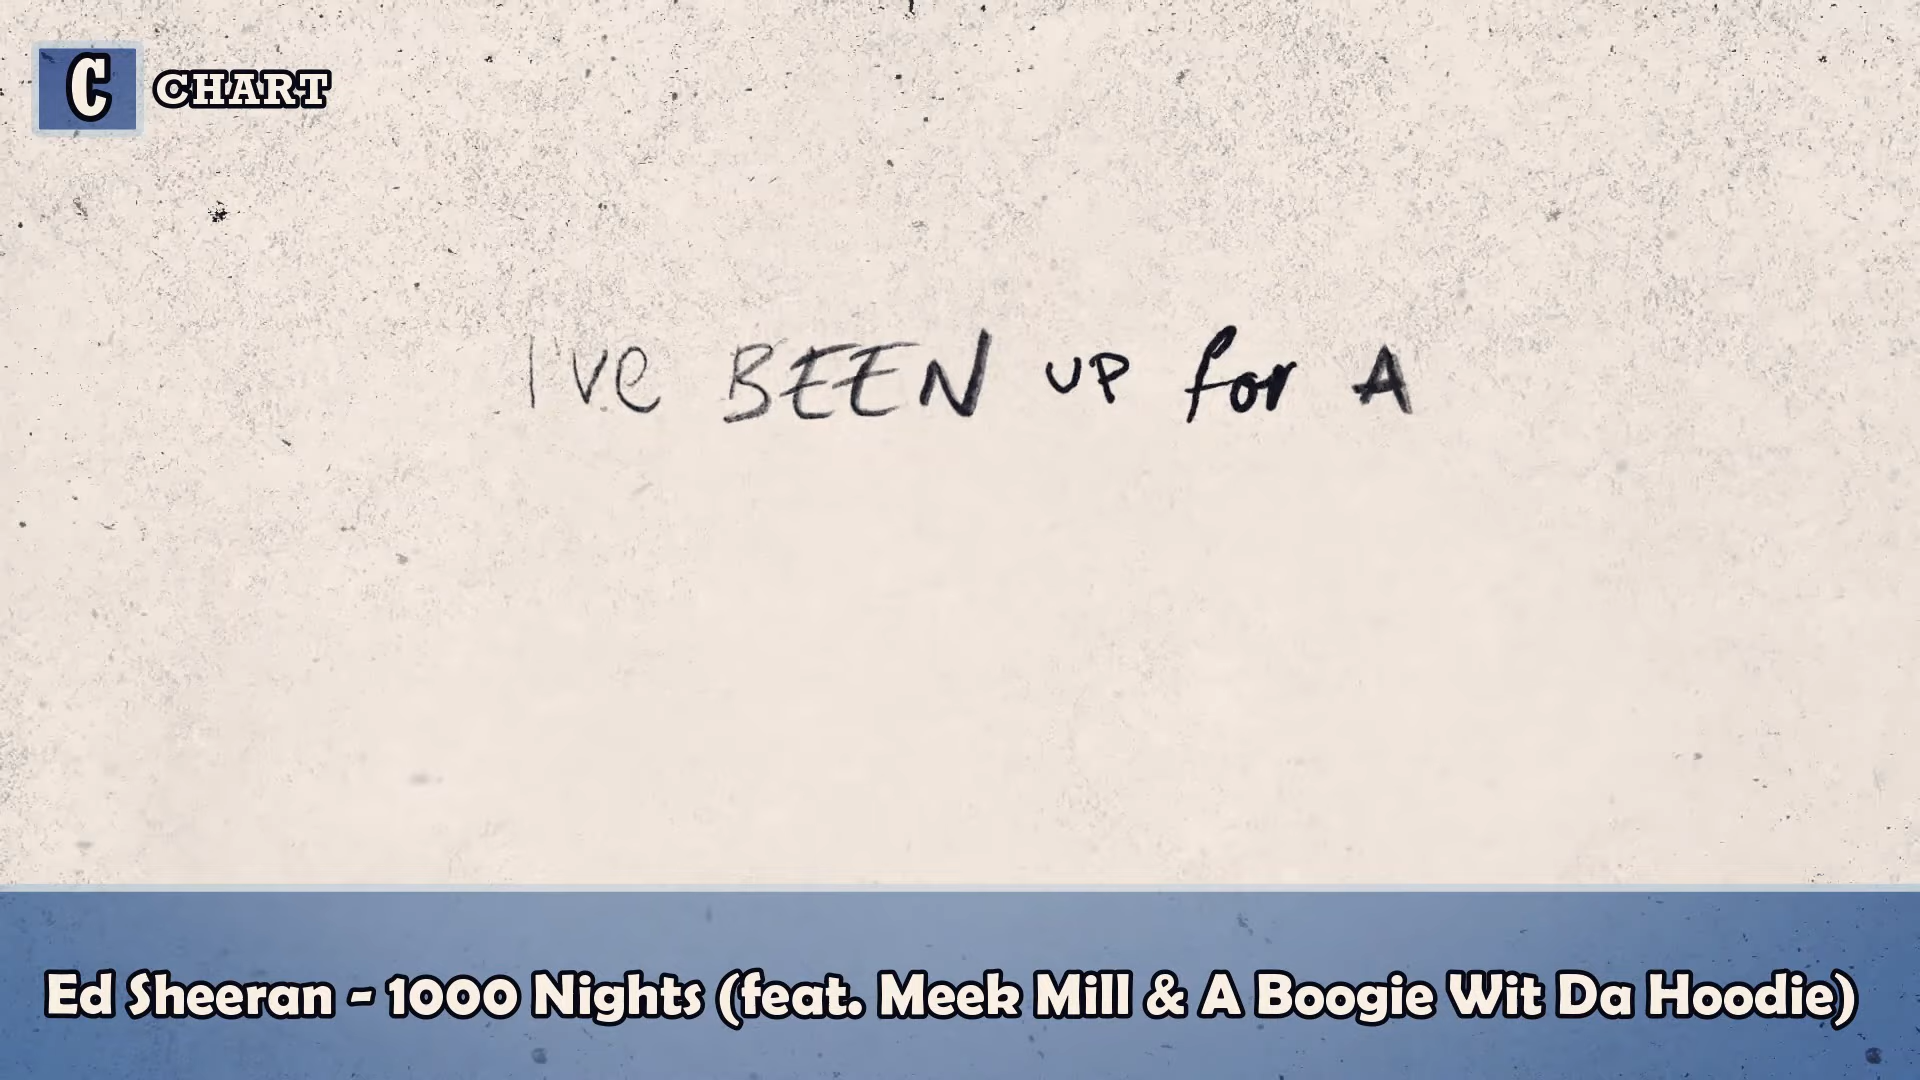 C CHART
I've BEEN UP for A
Ed Sheeran - 1000 Nights (feat. Meek Mill & A Boogie Wit Da Hoodie)